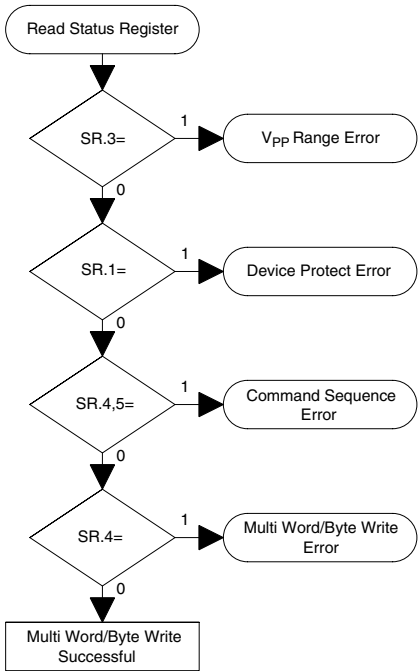 Read Status Register
SR.3=
1
V_PP Range Error
0
SR.1=
1
Device Protect Error
0
SR.4,5=
1
Command Sequence
Error
0
SR.4=
1
Multi Word/Byte Write
Error
0
Multi Word/Byte Write
Successful